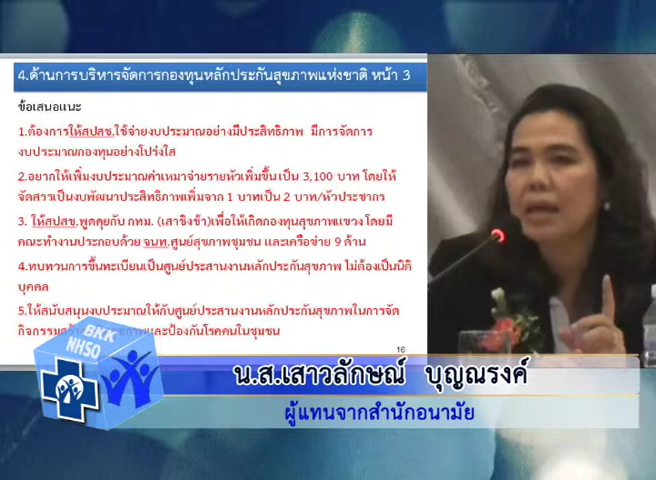 4.ด้านการบริหารจัดการกองทุนหลักประกันสุขภาพแห่งชาติ หน้า 3
ข้อเสนอแนะ
1.ต้องการให้สปสช.ใช้จ่ายงบประมาณอย่างมีประสิทธิภาพ มีการจัดการ
งบประมาณกองทุนอย่างโปร่งใส
2.อยากให้เพิ่มงบประมาณค่าเหมาจ่ายรายหัวเพิ่มขึ้นเป็น 3,100 บาท โดยให้
จัดสรรเป็นงบพัฒนาประสิทธิภาพเพิ่มจาก 1 บาทเป็น 2 บาท/หัวประชากร
3. ให้สปสช.พูดคุยกับ กทม. (เสาชิงช้า)เพื่อให้เกิดกองทุนสุขภาพแขวง โดยมี
คณะทำงานประกอบด้วย จนท.ศูนย์สุขภาพชุมชน และเครือข่าย 9 ด้าน
4.ทบทวนการขึ้นทะเบียนเป็นศูนย์ประสานงานหลักประกันสุขภาพ ไม่ต้องเป็นนิติ
บุคคล
5.ให้สนับสนุนงบประมาณให้กับศูนย์ประสานงานหลักประกันสุขภาพในการจัด
กิจกรรมสร้างและป้องกันโรคคนในชุมชน
16
BKK
NHSO
น.ส.เสาวลักษณ์ บุญณรงค์
ผู้แทนจากสำนักอนามัย